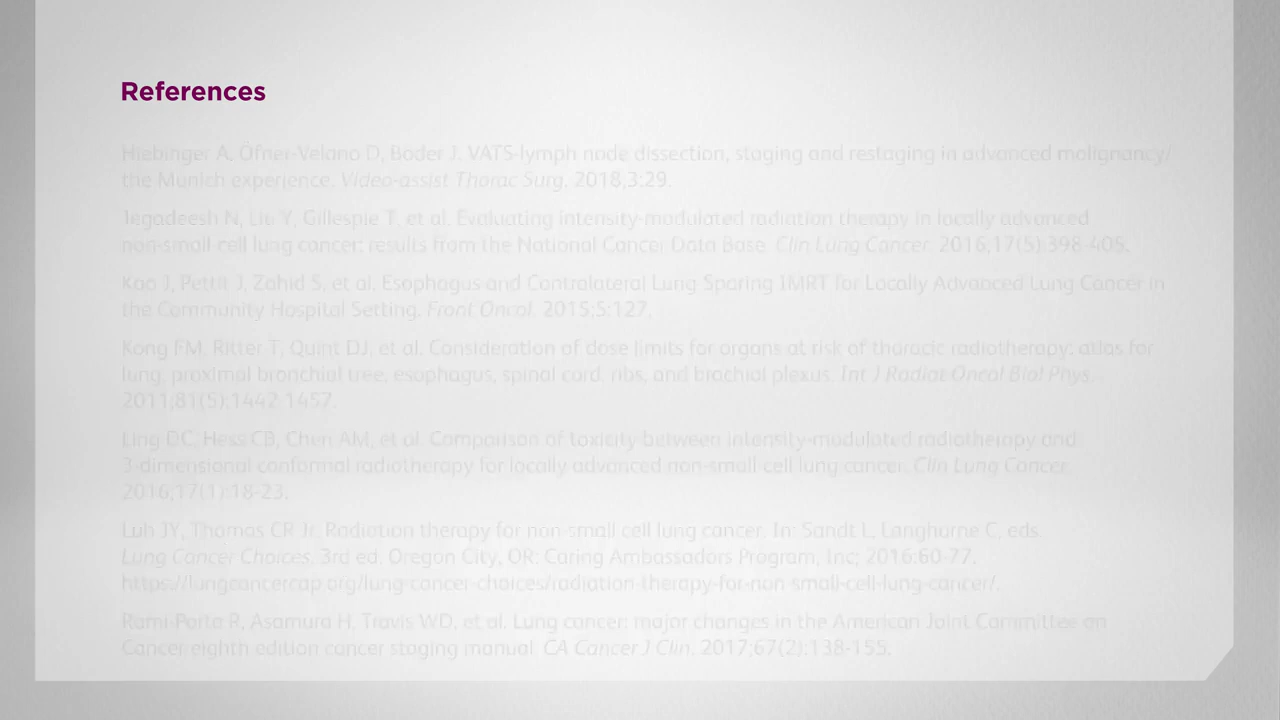 References
A, Öfner-Velano D, Bader J. VATS-lymph node dissection, staging and restaging in advanced malignancy/
the Munich experience. Video-assist Thorac Surg. 2018;3:29.
Jegadeesh N, Liu Y, Gillespie T, et al. Evaluating intensity-modulated radiation therapy in locally advanced
non-small-cell lung cancer: results from the National Cancer Data Base. Clin Lung Cancer. 2016;17(5):398-405.
Kao J, Pettit J, Zahid S, et al. Esophagus and Contralateral Lung Sparing IMRT for Locally Advanced Lung Cancer in
the Community Hospital Setting. Front Oncol. 2015;5:127.
Kong FM, Ritter T, Quint DJ, et al. Consideration of dose limits for organs at risk of thoracic radiotherapy: atlas for
lung, proximal bronchial tree, esophagus, spinal cord, ribs, and brachial plexus. Int J Radiat Oncol Biol Phys.
2011;81(5):1442-1457.
Ling DC, Hess CB, Chen AM, et al. Comparison of toxicity between intensity-modulated radiotherapy and
3-dimensional conformal radiotherapy for locally advanced non-small-cell lung cancer. Clin Lung Cancer.
2016;17(1):18-23.
Luh JY, Thomas CR Jr. Radiation therapy for non-small cell lung cancer. In: Sandt L, Langhurne C, eds.
Lung Cancer Choices. 3rd ed. Oregon City, OR: Caring Ambassadors Program, Inc; 2016:60-77.
https://lungcancercap.org/lung-cancer-choices/radiation-therapy-for-non-small-cell-lung-cancer/.
Rami-Porta R, Asamura H, Travis WD, et al. Lung cancer: major changes in the American Joint Committee on
Cancer eighth edition cancer staging manual. CA Cancer J Clin. 2017;67(2):138-155.